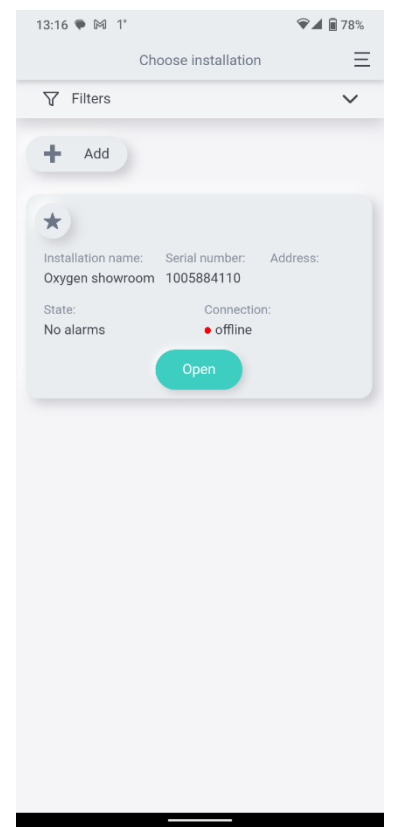 13:16 1° 78%
Choose installation
Filters
Add
Installation name: Serial number: Address:
Oxygen showroom 1005884110
State: Connection:
No alarms offline
Open